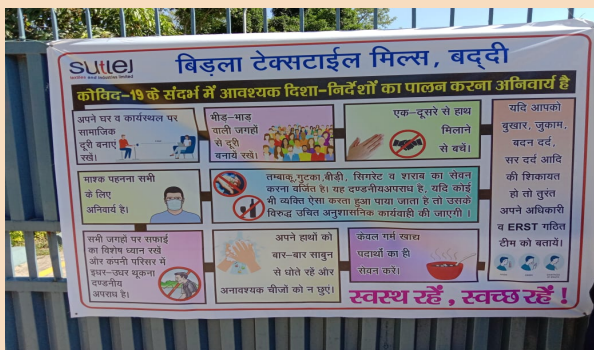 sutlej
textiles and industries limited
बिड़ला टेक्सटाईल मिल्स, बद्दी
कोविद-19 के संदर्भ में आवश्यक दिशा-निर्देशों का पालन करना अनिवार्य है
अपने घर व कार्यस्थल पर
सामाजिक
दूरी बनाए
रखें।
भीड़-भाड़
वाली जगहों
से दूरी
बनायें रखें।
एक-दूसरे से हाथ
मिलाने
से बचें।
यदि आपको
बुखार, जुकाम,
बदन दर्द,
सर दर्द आदि
की शिकायत
हो तो तुरंत
अपने अधिकारी
व ERST गठित
टीम को बतायें।
मास्क पहनना सभी
के लिए
अनिवार्य है।
तम्बाकू,गुटका,बीड़ी, सिगरेट व शराब का सेवन
करना वर्जित है। यह दण्डनीयअपराध है, यदि कोई
भी व्यक्ति ऐसा करता हुआ पाया जाता है तो उसके
विरुद्ध उचित अनुशासनिक कार्यवाही की जाएगी ।
सभी जगहों पर सफाई
का विशेष ध्यान रखें
और कंपनी परिसर में
इधर-उधर थूकना
दण्डनीय
अपराध है।
अपने हाथों को
बार-बार साबुन
से धोते रहें और
अनावश्यक चीजों को न छुएं।
केवल गर्म खाद्य
पदार्थों का ही
सेवन करें।
स्वस्थ रहें , स्वच्छ रहें !